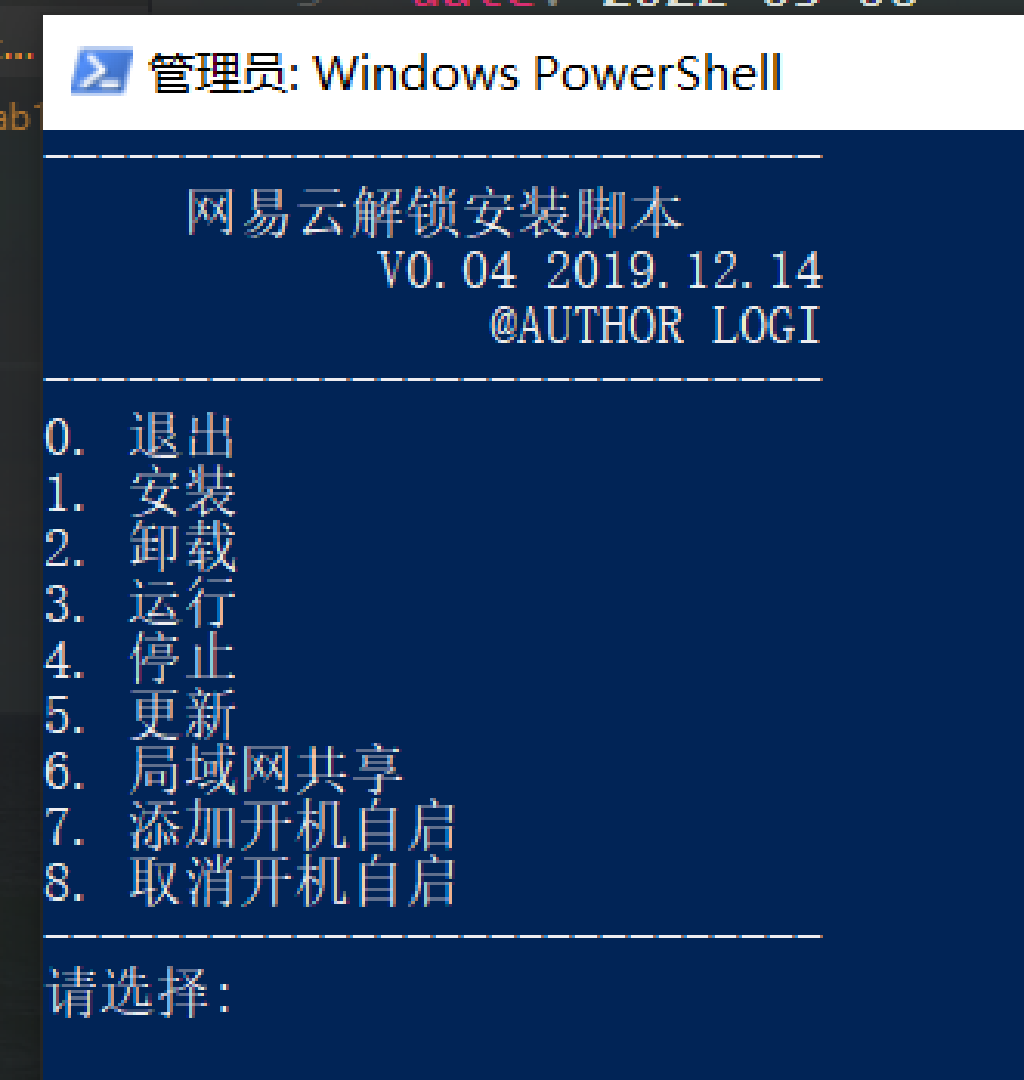 管理员: Windows PowerShell
----------------------------
网易云解锁安装脚本
V0.04 2019.12.14
@AUTHOR LOGI
----------------------------
0. 退出
1. 安装
2. 卸载
3. 运行
4. 停止
5. 更新
6. 局域网共享
7. 添加开机自启
8. 取消开机自启
----------------------------
请选择: